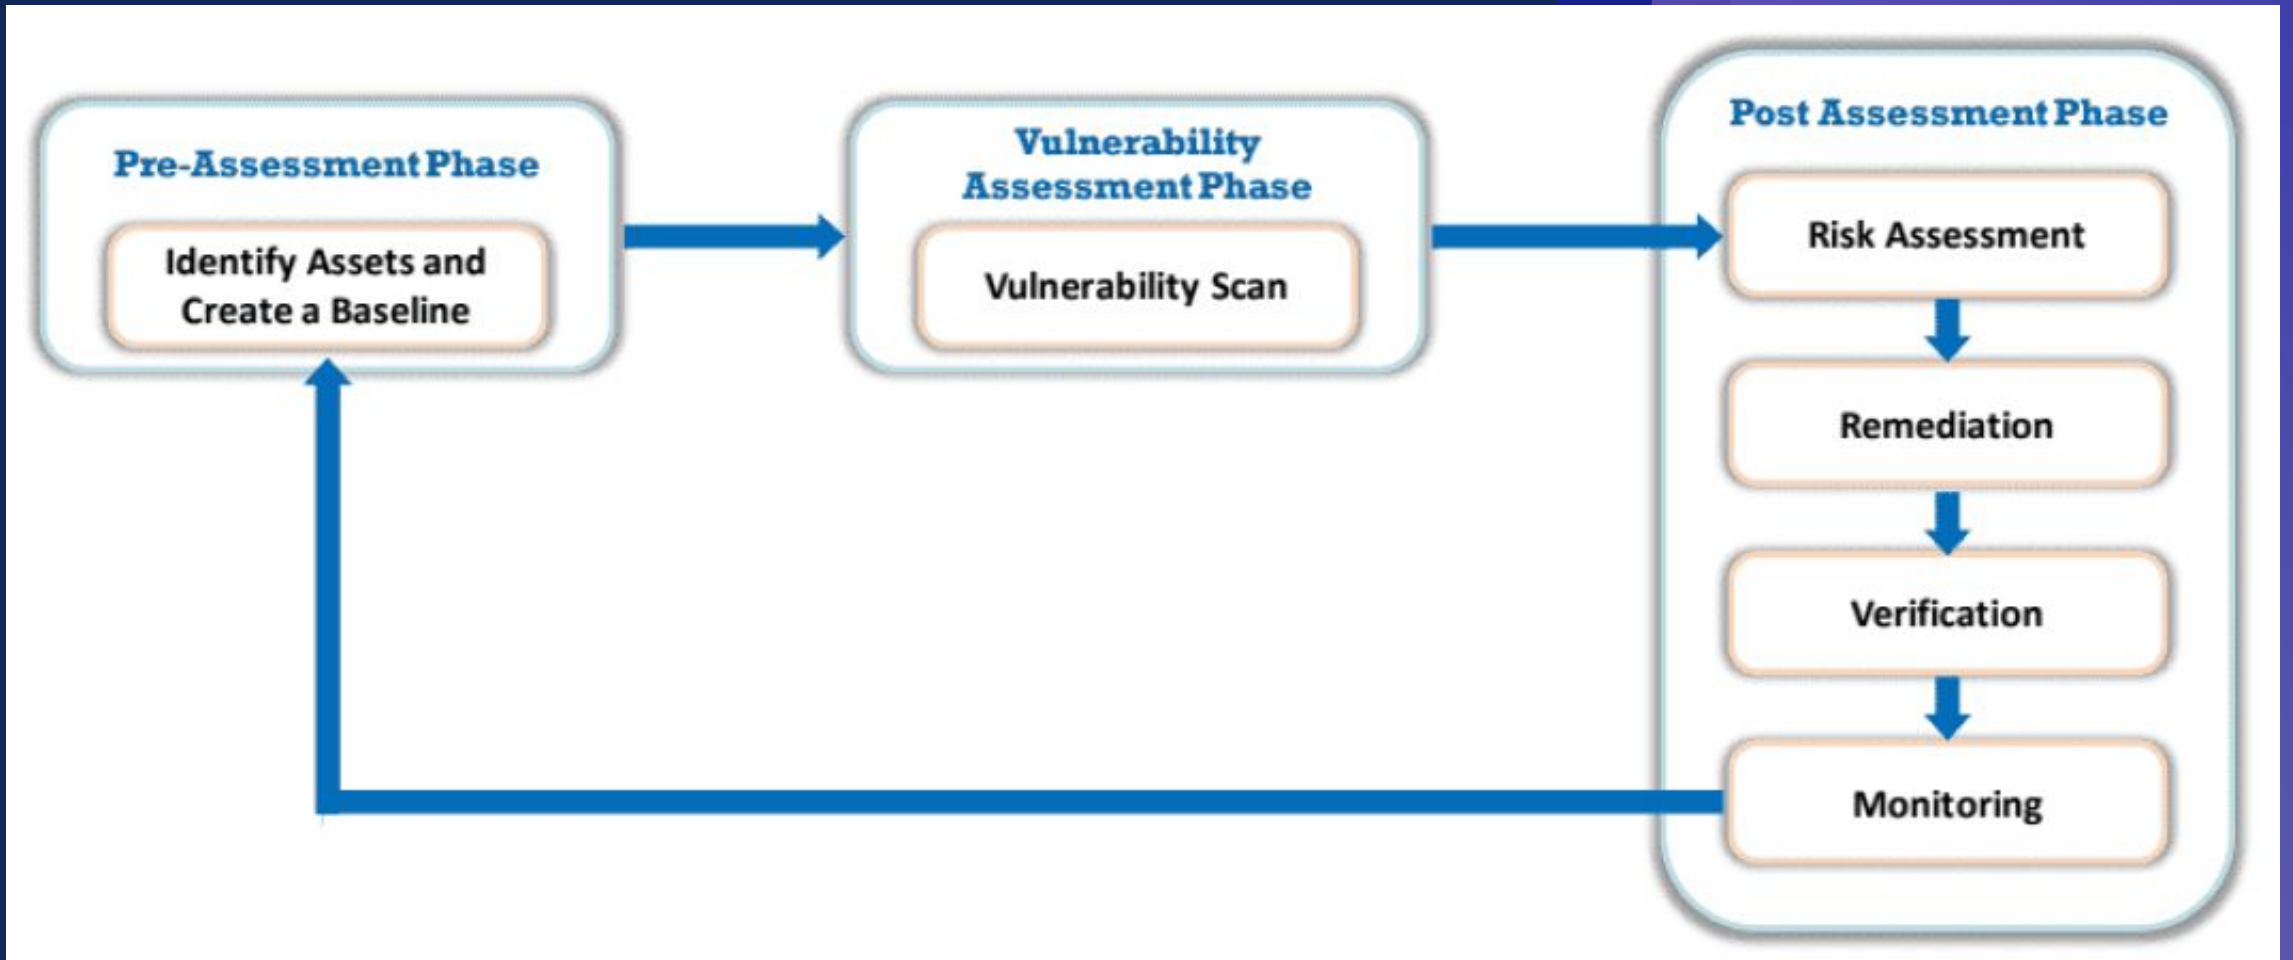 Pre-Assessment Phase
Identify Assets and
Create a Baseline
Vulnerability
Assessment Phase
Vulnerability Scan
Post Assessment Phase
Risk Assessment
Remediation
Verification
Monitoring